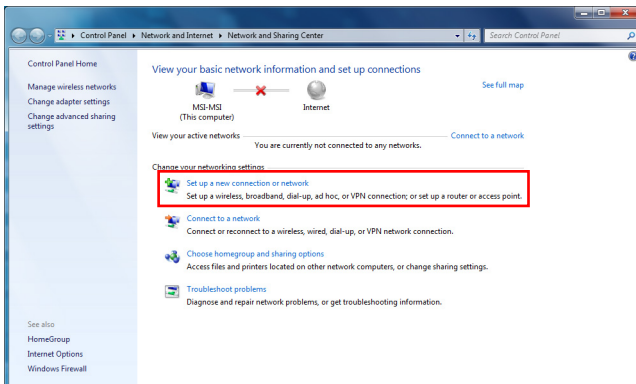 Control Panel ▸ Network and Internet ▸ Network and Sharing Center
Search Control Panel
Control Panel Home
Manage wireless networks
Change adapter settings
Change advanced sharing
settings
See also
HomeGroup
Internet Options
Windows Firewall
View your basic network information and set up connections
See full map
MSI-MSI
(This computer)
Internet
View your active networks
Connect to a network
You are currently not connected to any networks.
Change your networking settings
Set up a new connection or network
Set up a wireless, broadband, dial-up, ad hoc, or VPN connection; or set up a router or access point.
Connect to a network
Connect or reconnect to a wireless, wired, dial-up, or VPN network connection.
Choose homegroup and sharing options
Access files and printers located on other network computers, or change sharing settings.
Troubleshoot problems
Diagnose and repair network problems, or get troubleshooting information.